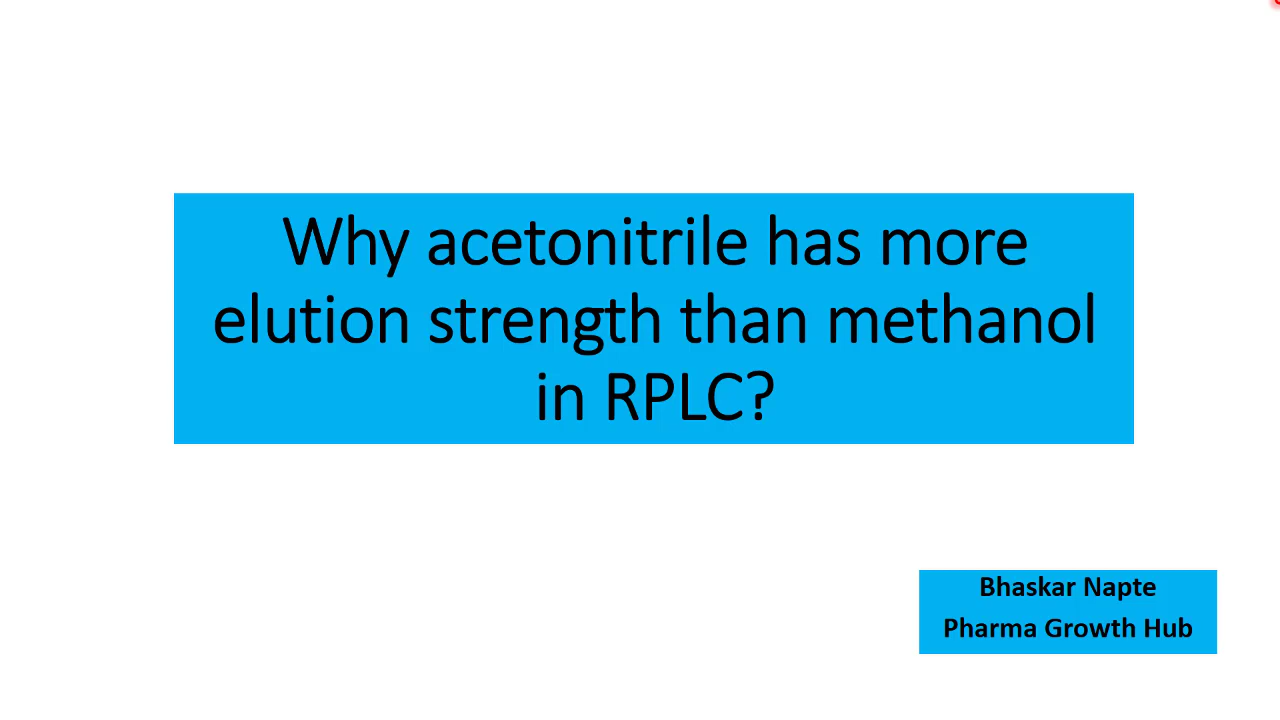 Why acetonitrile has more
elution strength than methanol
in RPLC?
Bhaskar Napte
Pharma Growth Hub